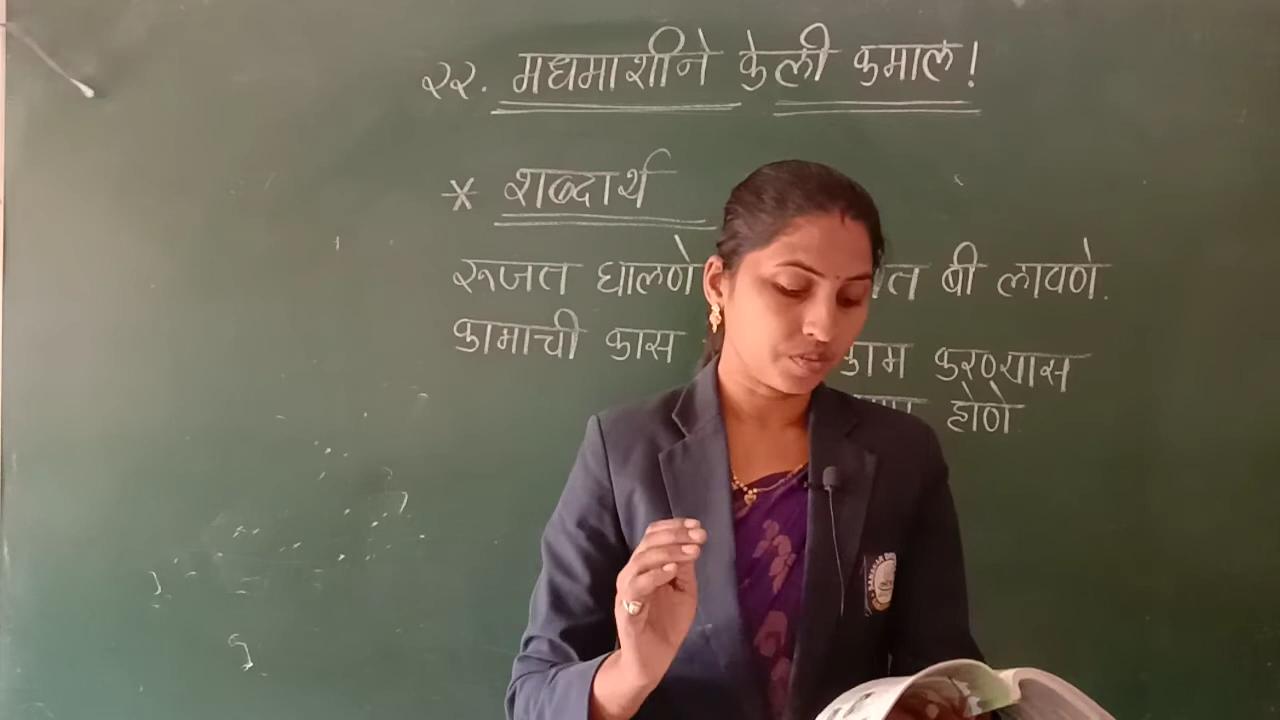 २२. मधमाशीने केली कमाल!
* शब्दार्थ
रूजत घालणे बी लावणे.
कामाची कास काम करण्यास
होणे